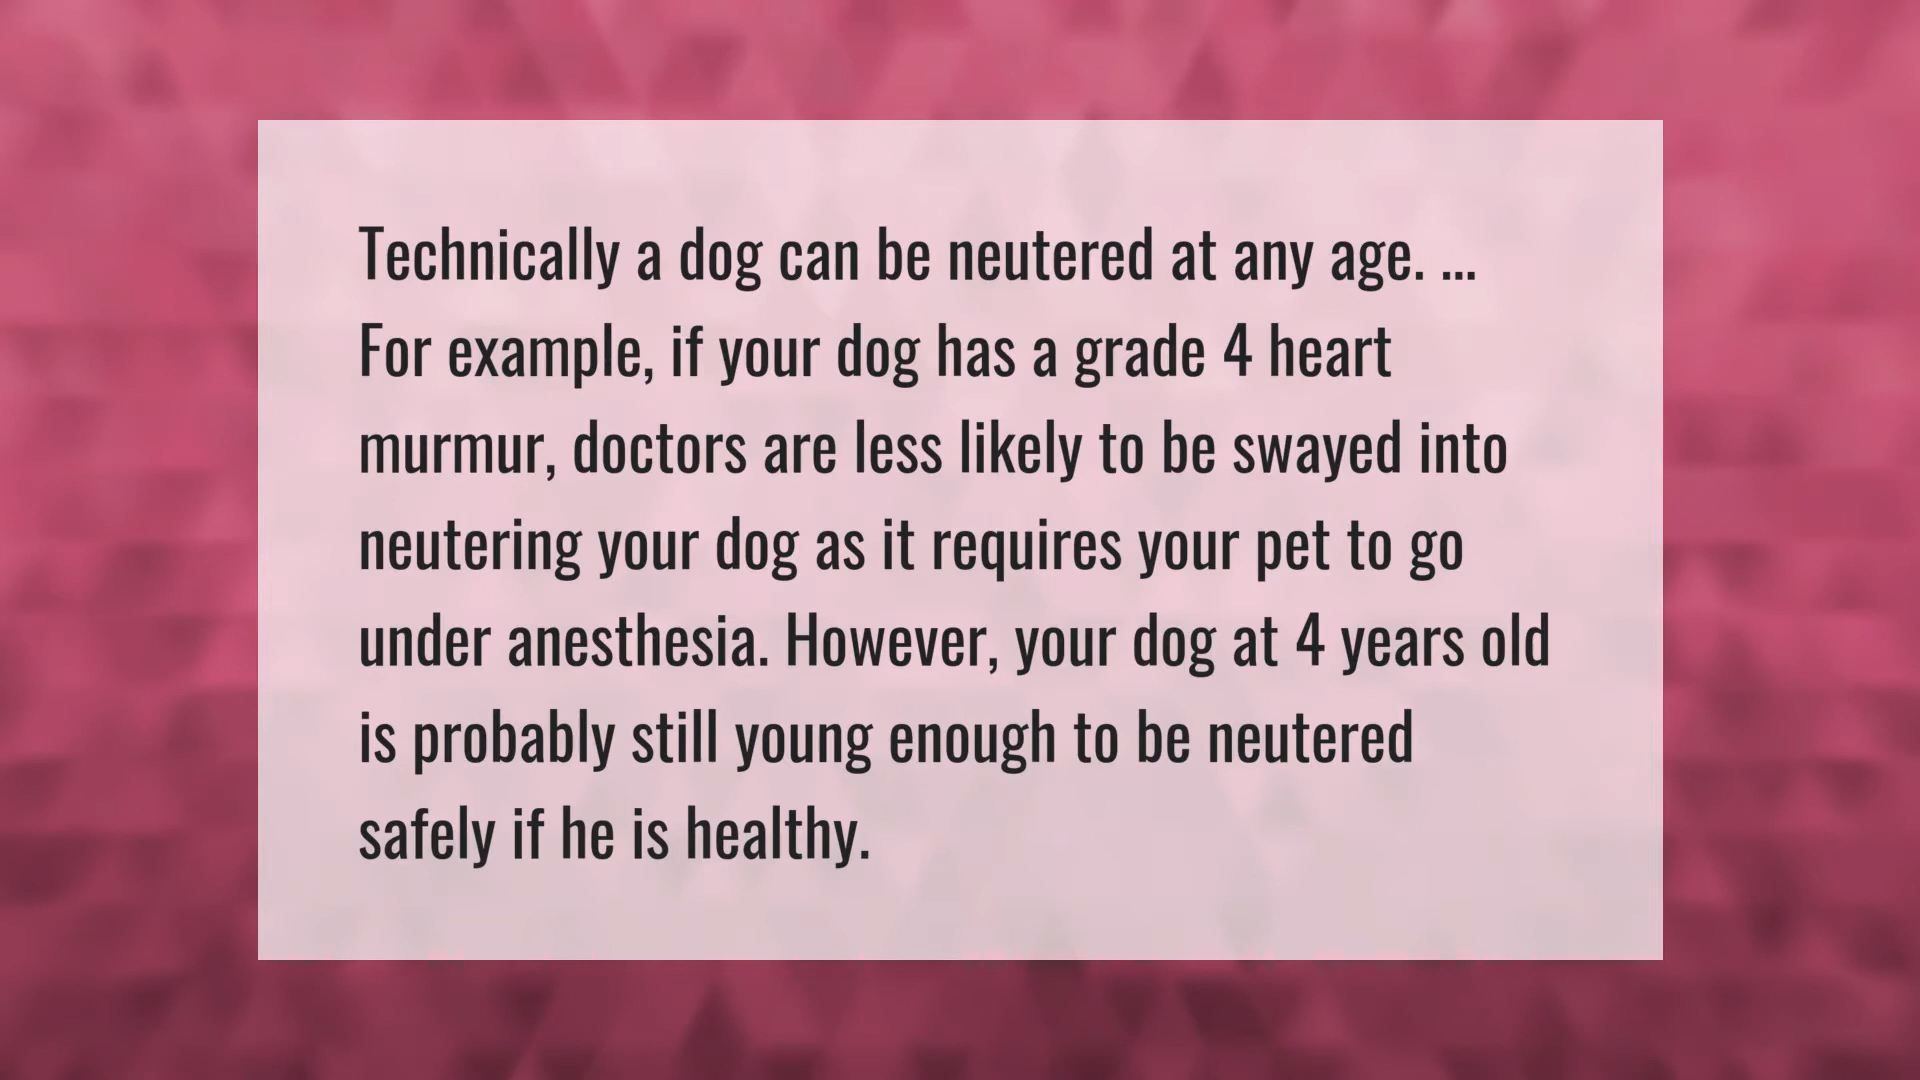 Technically a dog can be neutered at any age. ...
For example, if your dog has a grade 4 heart
murmur, doctors are less likely to be swayed into
neutering your dog as it requires your pet to go
under anesthesia. However, your dog at 4 years old
is probably still young enough to be neutered
safely if he is healthy.